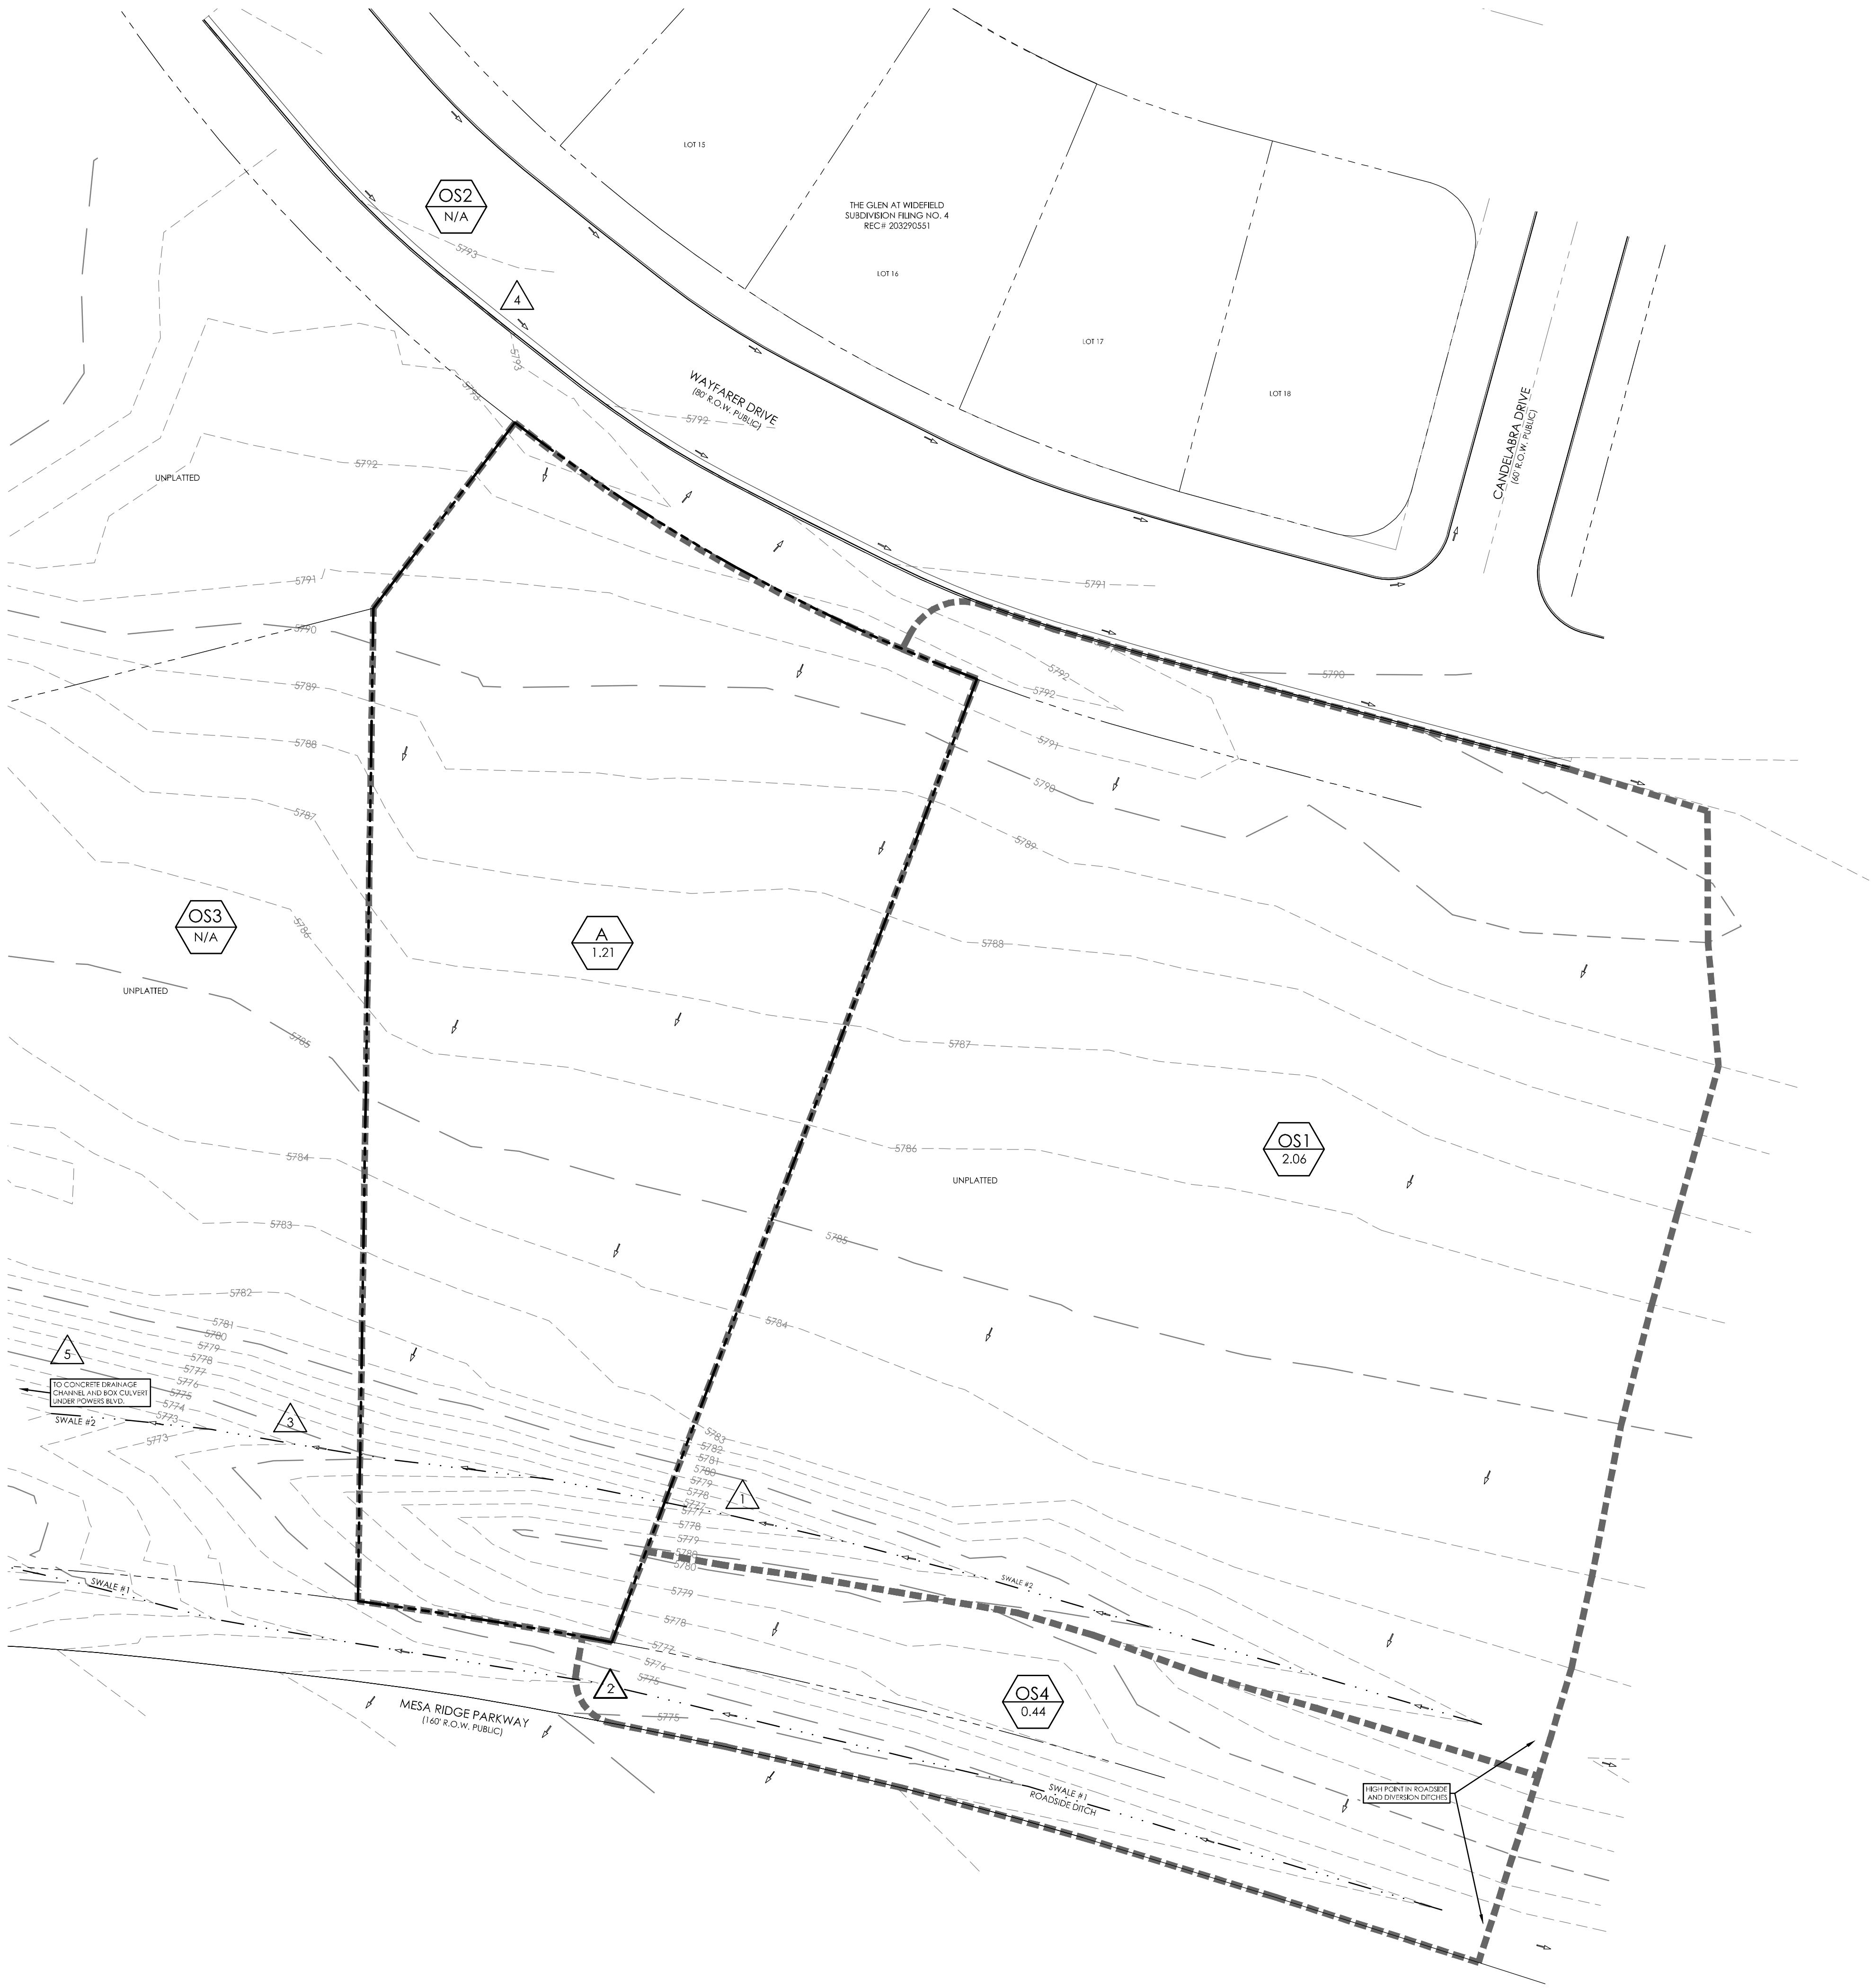 LOT 15
OS2
N/A
THE GLEN AT WIDEFIELD
SUBDIVISION FILING NO. 4
REC# 203290551
5793
LOT 16
4
5793
LOT 17
5793
WAYFARER DRIVE
(80' R.O.W. PUBLIC)
LOT 18
CANDELABRA DRIVE
(60' R.O.W. PUBLIC)
5792
5792
UNPLATTED
5791
5791
5790
5792
5790
5789
5792
5788
5791
5790
5787
5789
OS3
N/A
A
1.21
5786
5788
UNPLATTED
5785
5787
OS1
2.06
5786
5784
UNPLATTED
5783
5785
5782
5784
5781
5780
5779
5778
5777
5776
5775
5774
5773
5
TO CONCRETE DRAINAGE
CHANNEL AND BOX CULVERT
UNDER POWERS BLVD.
SWALE #2
5773
3
5783
5782
5781
5780
5779
5778
5777
1
5778
5779
5780
5780
SWALE #2
SWALE #1
5779
5778
5777
5776
5775
2
OS4
0.44
MESA RIDGE PARKWAY
(160' R.O.W. PUBLIC)
5775
SWALE #1
ROADSIDE DITCH
HIGH POINT IN ROADSIDE
AND DIVERSION DITCHES